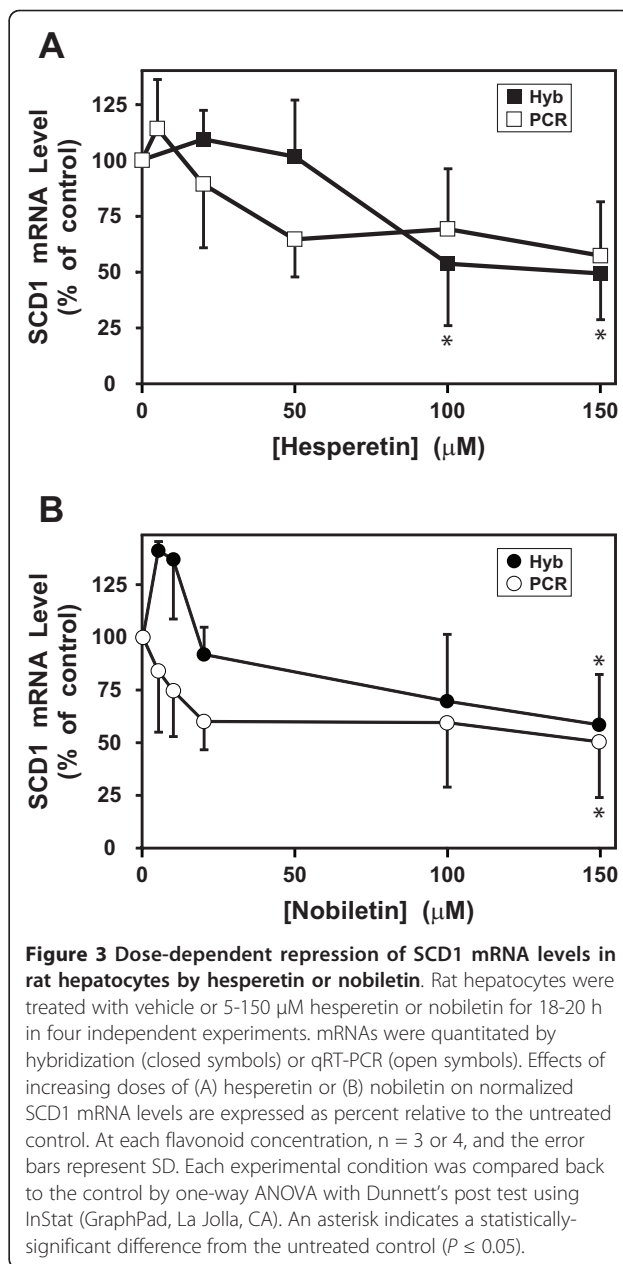 A
SCD1 mRNA Level
(% of control)
125
100
75
50
25
0
Hyb
PCR
*
*
0
50
100
150
[Hesperetin] (μM)
B
SCD1 mRNA Level
(% of control)
125
100
75
50
25
0
Hyb
PCR
*
*
0
50
100
150
[Nobiletin] (μM)
Figure 3 Dose-dependent repression of SCD1 mRNA levels in
rat hepatocytes by hesperetin or nobiletin. Rat hepatocytes were
treated with vehicle or 5-150 μM hesperetin or nobiletin for 18-20 h
in four independent experiments. mRNAs were quantitated by
hybridization (closed symbols) or qRT-PCR (open symbols). Effects of
increasing doses of (A) hesperetin or (B) nobiletin on normalized
SCD1 mRNA levels are expressed as percent relative to the untreated
control. At each flavonoid concentration, n = 3 or 4, and the error
bars represent SD. Each experimental condition was compared back
to the control by one-way ANOVA with Dunnett's post test using
InStat (GraphPad, La Jolla, CA). An asterisk indicates a statistically-
significant difference from the untreated control (P ≤ 0.05).